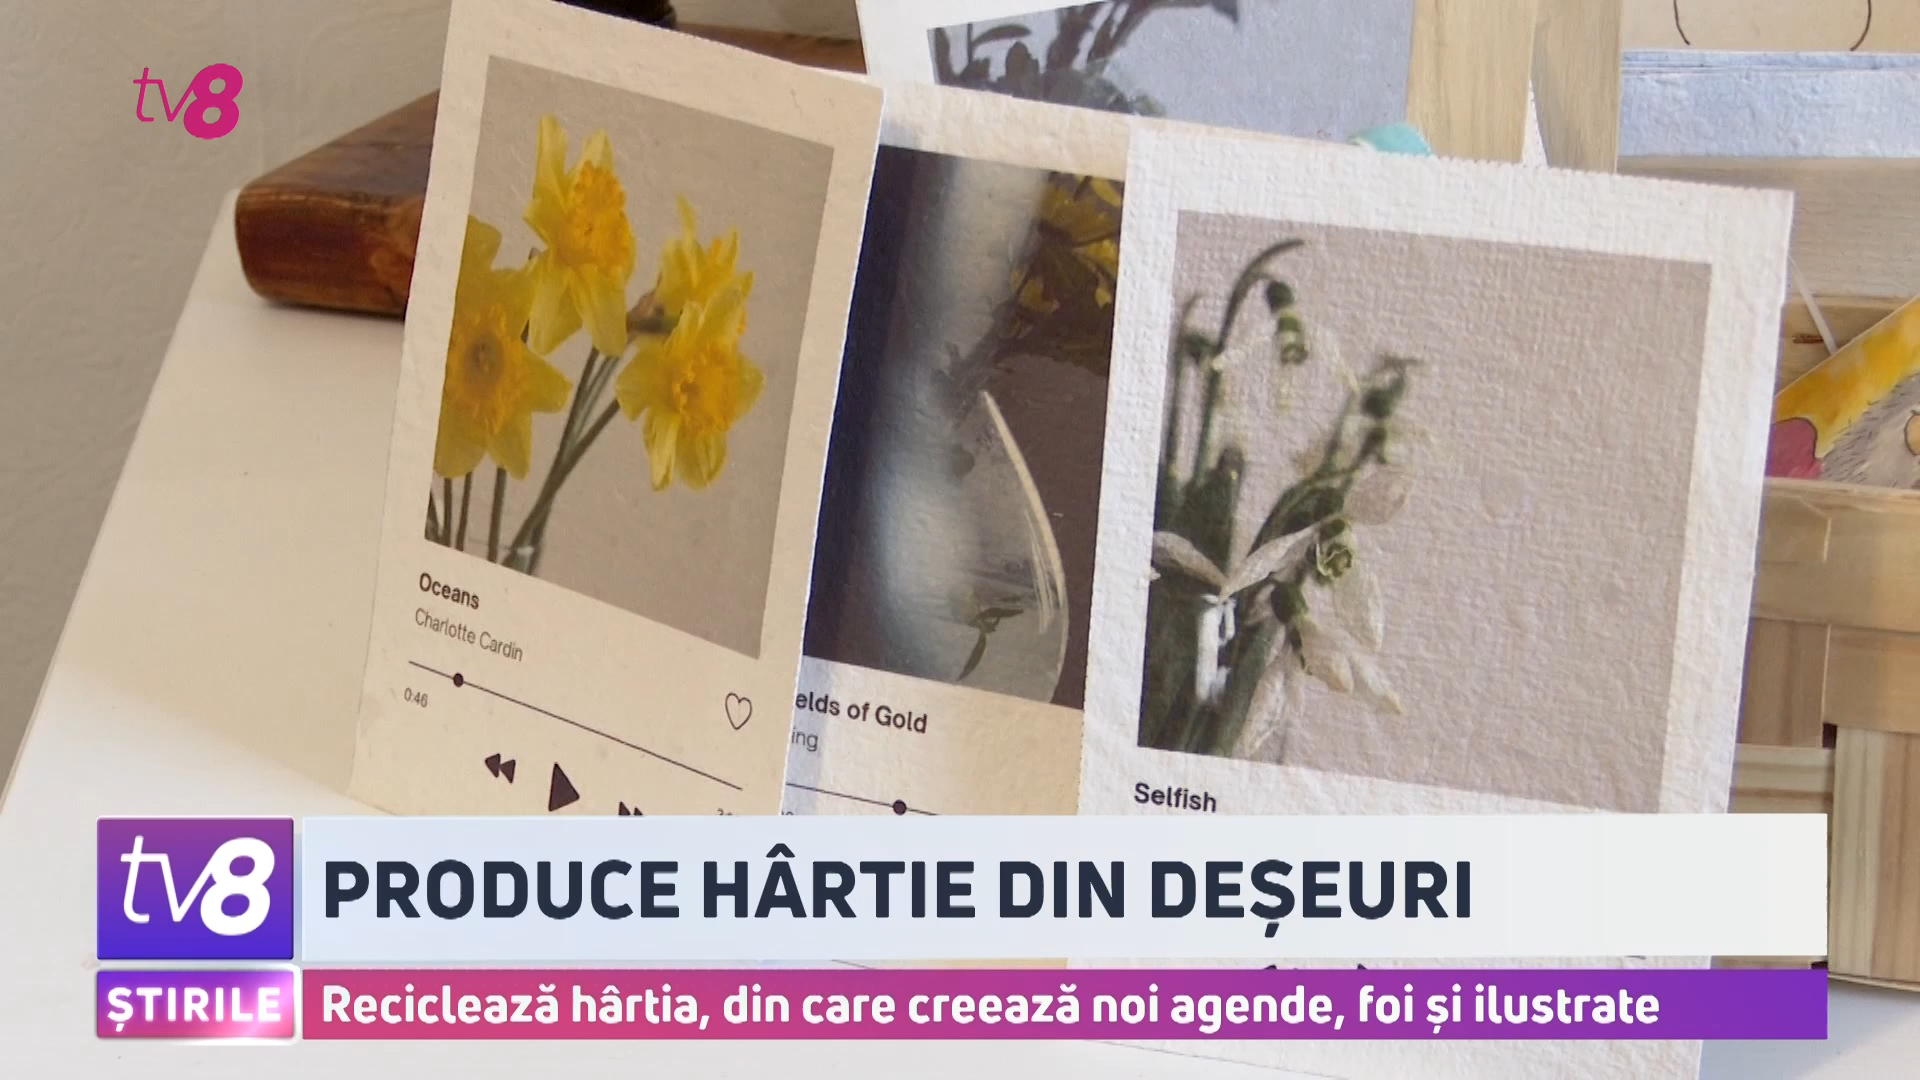 tv8
Oceans
Charlotte Cardin
0:46
elds of Gold
ing
Selfish
tv8
PRODUCE HÂRTIE DIN DEȘEURI
ȘTIRILE
Reciclează hârtia, din care creează noi agende, foi și ilustrate